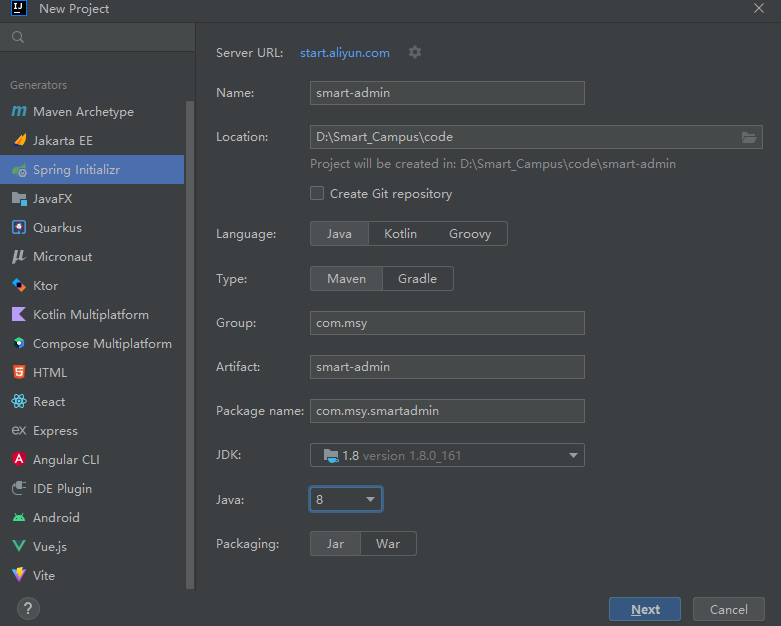 New Project
Generators
Maven Archetype
Jakarta EE
Spring Initializr
JavaFX
Quarkus
Micronaut
Ktor
Kotlin Multiplatform
Compose Multiplatform
HTML
React
ex Express
Angular CLI
IDE Plugin
Android
Vue.js
Vite
Server URL: start.aliyun.com
Name: smart-admin
Location: D:\Smart_Campus\code
Project will be created in: D:\Smart_Campus\code\smart-admin
Create Git repository
Language: Java Kotlin Groovy
Type: Maven Gradle
Group: com.msy
Artifact: smart-admin
Package name: com.msy.smartadmin
JDK: 1.8 version 1.8.0_161
Java: 8
Packaging: Jar War
? Next Cancel